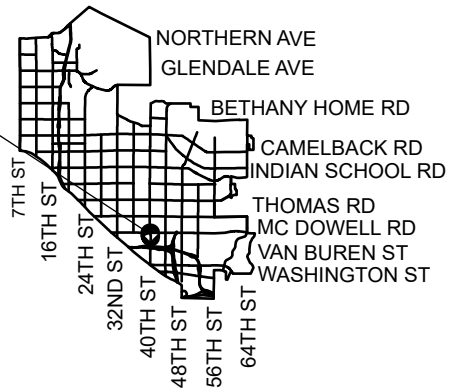 NORTHERN AVE
GLENDALE AVE
BETHANY HOME RD
CAMELBACK RD
INDIAN SCHOOL RD
THOMAS RD
MC DOWELL RD
VAN BUREN ST
WASHINGTON ST
7TH ST
16TH ST
24TH ST
32ND ST
40TH ST
48TH ST
56TH ST
64TH ST